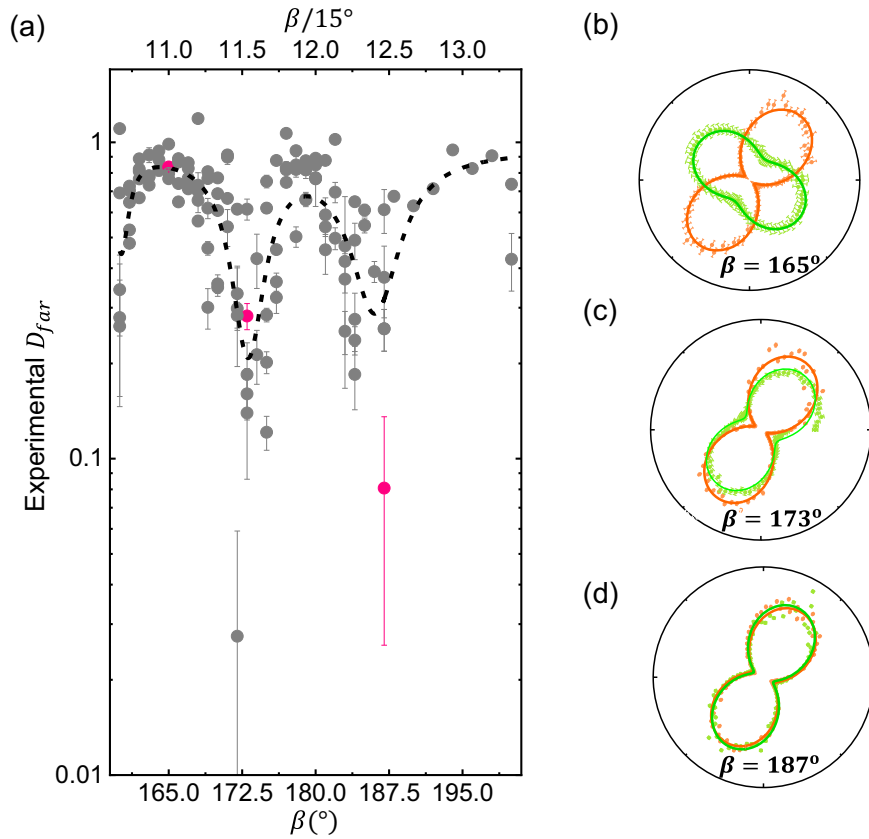 (a)
β/15°
11.0 11.5 12.0 12.5 13.0
Experimental D_far
1
0.1
0.01
165.0 172.5 180.0 187.5 195.0
β(°)
(b)
β = 165°
(c)
β = 173°
(d)
β = 187°